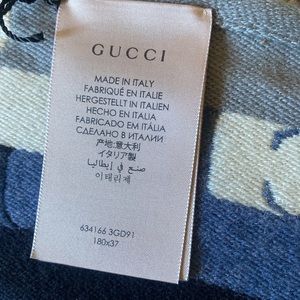 GUCCI
MADE IN ITALY
FABRIQUÉ EN ITALIE
HERGESTELLT IN ITALIEN
HECHO EN ITALIA
FABRICADO EM ITÁLIA
СДЕЛАНО В ИТАЛИИ
产地:意大利
イタリア製
صنع في إيطاليا
이태리제
634166 3GD91
180x37